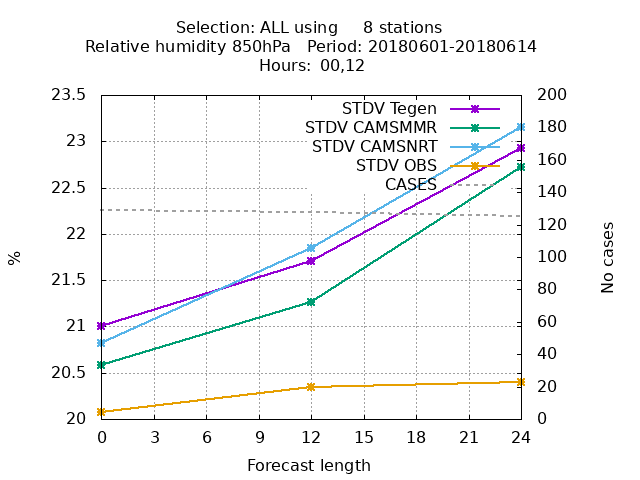 Selection: ALL using     8 stations
Relative humidity 850hPa   Period: 20180601-20180614
Hours:  00,12
23.5
23
22.5
22
21.5
21
20.5
20
%
STDV Tegen
STDV CAMSMMR
STDV CAMSNRT
STDV OBS
CASES
200
180
160
140
120
100
80
60
40
20
0
No cases
0 3 6 9 12 15 18 21 24
Forecast length